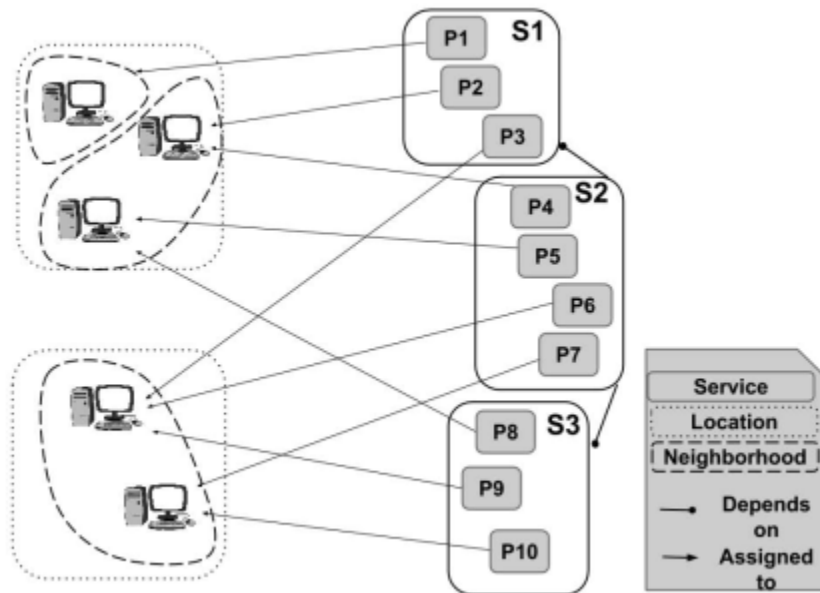 P1
S1
P2
P3
S2
P4
P5
P6
P7
P8
S3
P9
P10
Service
Location
Neighborhood
Depends
on
Assigned
to